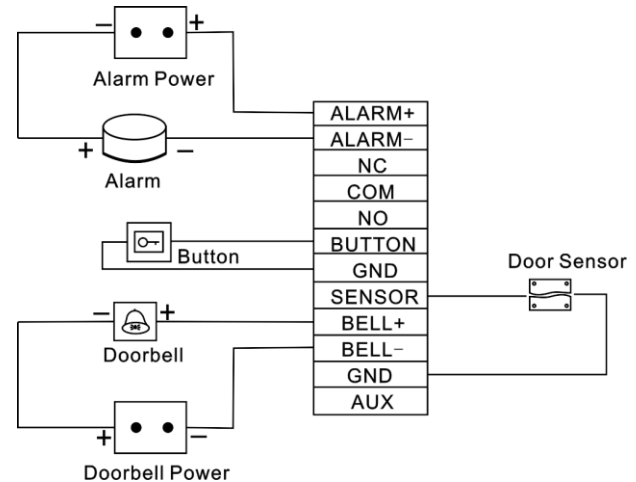 − +
Alarm Power
+ −
Alarm
Button
− +
Doorbell
+ −
Doorbell Power
ALARM+
ALARM−
NC
COM
NO
BUTTON
GND
SENSOR
BELL+
BELL−
GND
AUX
Door Sensor